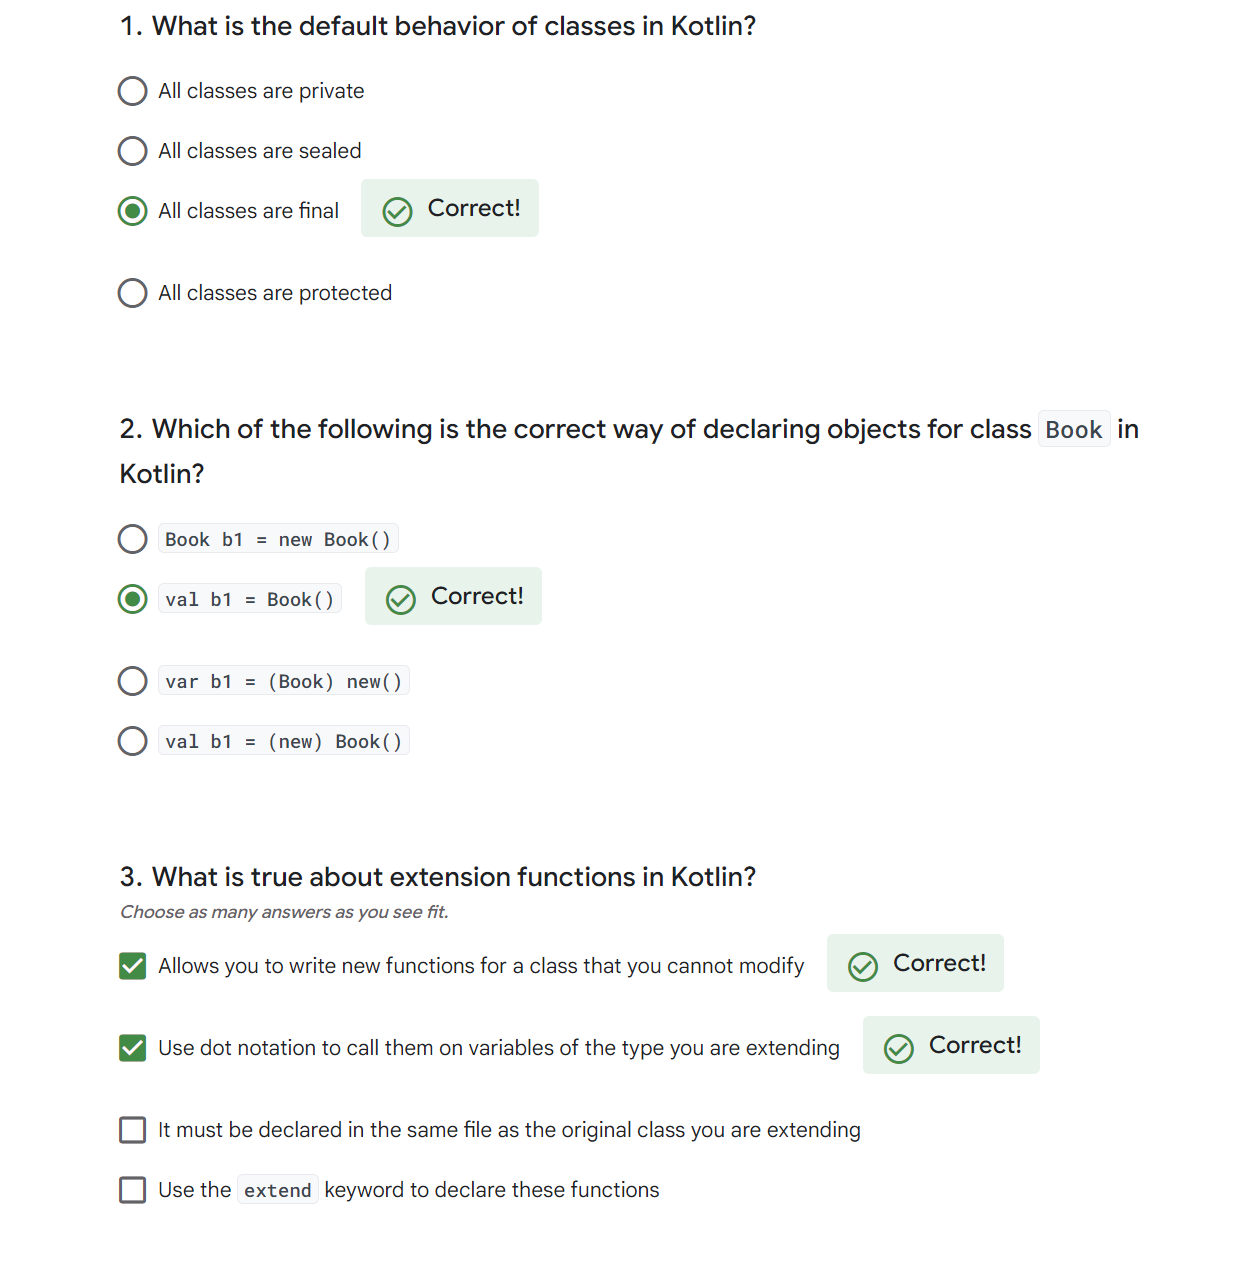 1. What is the default behavior of classes in Kotlin?
All classes are private
All classes are sealed
All classes are final Correct!
All classes are protected
2. Which of the following is the correct way of declaring objects for class Book in
Kotlin?
Book b1 = new Book()
val b1 = Book() Correct!
var b1 = (Book) new()
val b1 = (new) Book()
3. What is true about extension functions in Kotlin?
Choose as many answers as you see fit.
Allows you to write new functions for a class that you cannot modify Correct!
Use dot notation to call them on variables of the type you are extending Correct!
It must be declared in the same file as the original class you are extending
Use the extend keyword to declare these functions